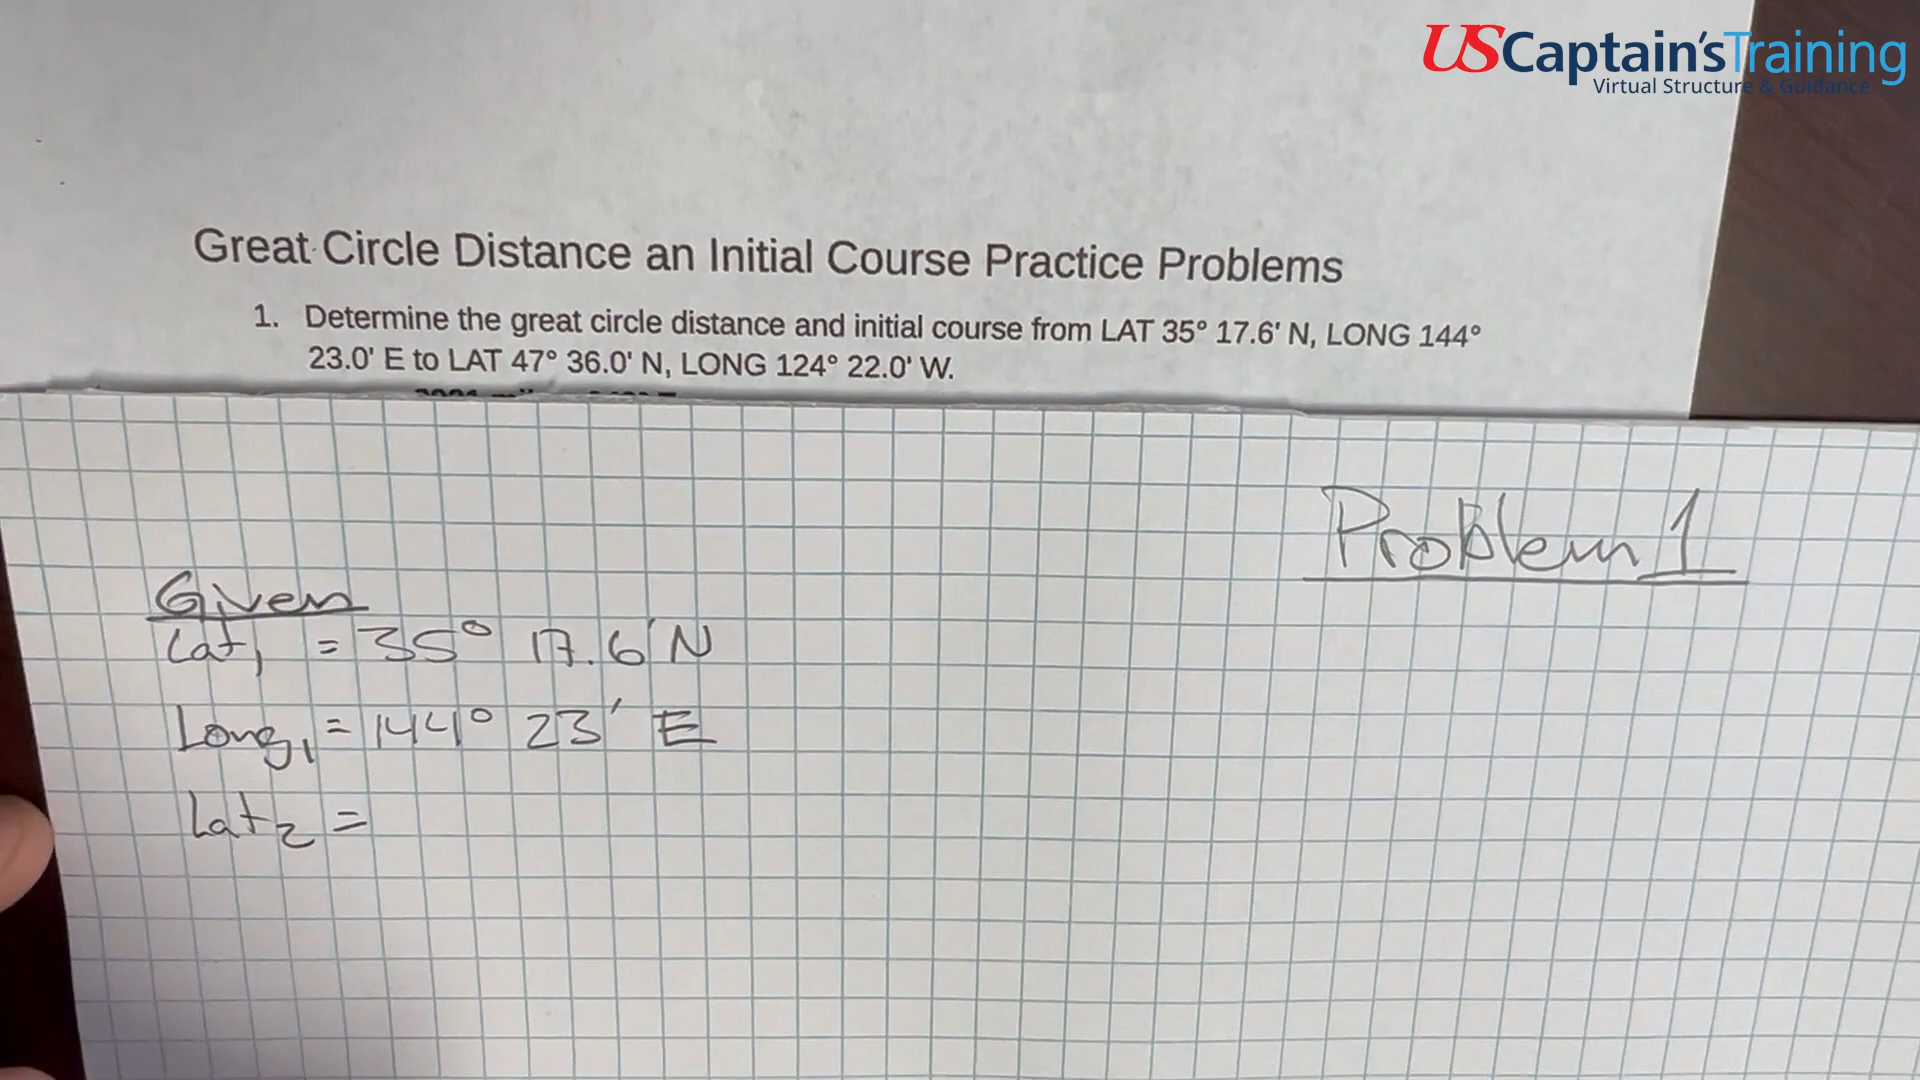 USCaptain'sTraining
Virtual Structure & Guidance
Great Circle Distance an Initial Course Practice Problems
1. Determine the great circle distance and initial course from LAT 35° 17.6' N, LONG 144°
23.0' E to LAT 47° 36.0' N, LONG 124° 22.0' W.
Problem 1
Given
Lat1 = 35° 17.6' N
Long1 = 144° 23' E
Lat2 =